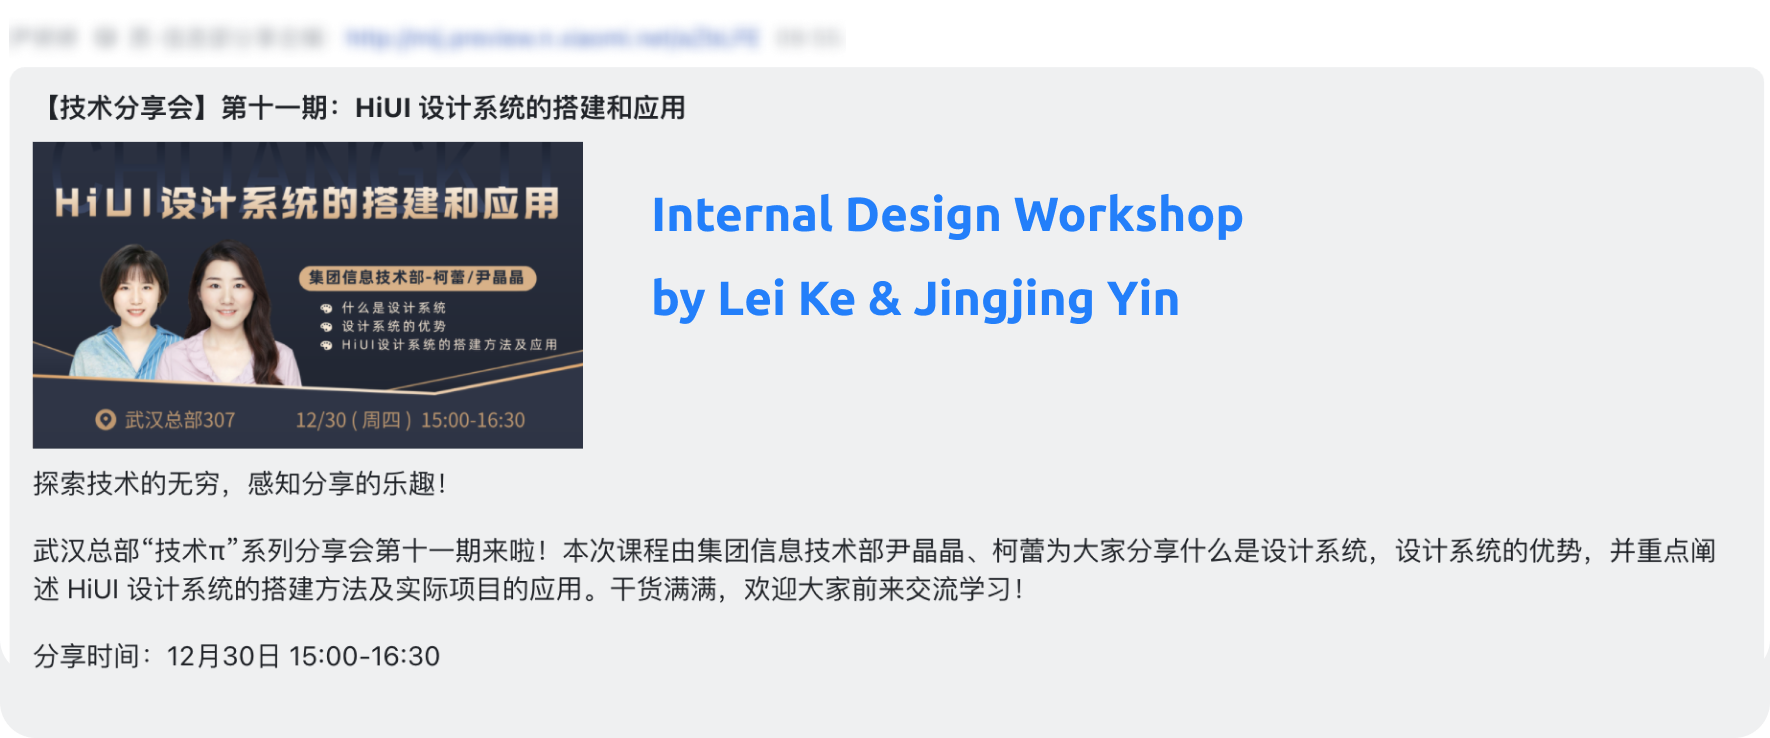 【技术分享会】第十一期：HiUI 设计系统的搭建和应用
CHUANGKU
HiUI设计系统的搭建和应用
集团信息技术部-柯蕾/尹晶晶
什么是设计系统
设计系统的优势
HiUI设计系统的搭建方法及应用
武汉总部307
12/30 ( 周四 ) 15:00-16:30
Internal Design Workshop
by Lei Ke & Jingjing Yin
探索技术的无穷，感知分享的乐趣！
武汉总部“技术π”系列分享会第十一期来啦！本次课程由集团信息技术部尹晶晶、柯蕾为大家分享什么是设计系统，设计系统的优势，并重点阐
述 HiUI 设计系统的搭建方法及实际项目的应用。干货满满，欢迎大家前来交流学习！
分享时间：12月30日 15:00-16:30